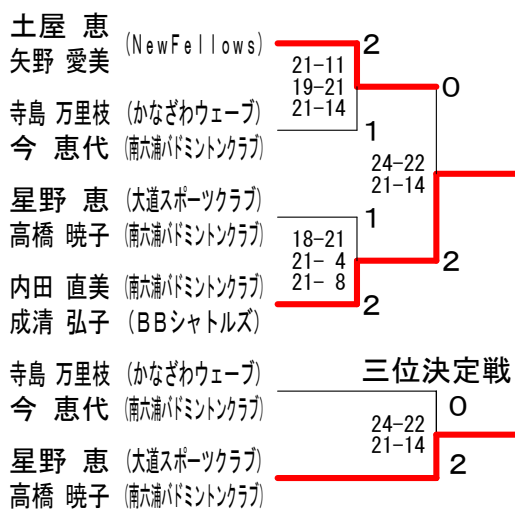 土屋 恵 (NewFellows) 2
矢野 愛美
21-11
19-21
21-14
0
寺島 万里枝 (かなざわウェーブ)
今 恵代 (南六浦バドミントンクラブ) 1
24-22
21-14
星野 恵 (大道スポーツクラブ) 1
高橋 暁子 (南六浦バドミントンクラブ)
18-21
21- 4
21- 8
2
内田 直美 (南六浦バドミントンクラブ)
成清 弘子 (BBシャトルズ) 2
三位決定戦
寺島 万里枝 (かなざわウェーブ)
今 恵代 (南六浦バドミントンクラブ) 0
24-22
21-14
星野 恵 (大道スポーツクラブ) 2
高橋 暁子 (南六浦バドミントンクラブ)